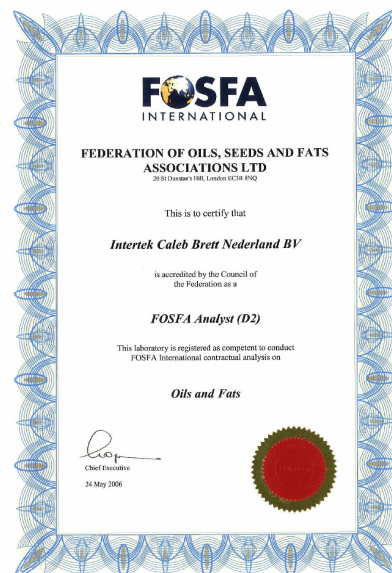 FOSFA
INTERNATIONAL
FEDERATION OF OILS, SEEDS AND FATS
ASSOCIATIONS LTD
20 St Dunstan's Hill, London EC3R 8NQ
This is to certify that
Intertek Caleb Brett Nederland BV
is accredited by the Council of
the Federation as a
FOSFA Analyst (D2)
This laboratory is registered as competent to conduct
FOSFA International contractual analysis on
Oils and Fats
Chief Executive
24 May 2006